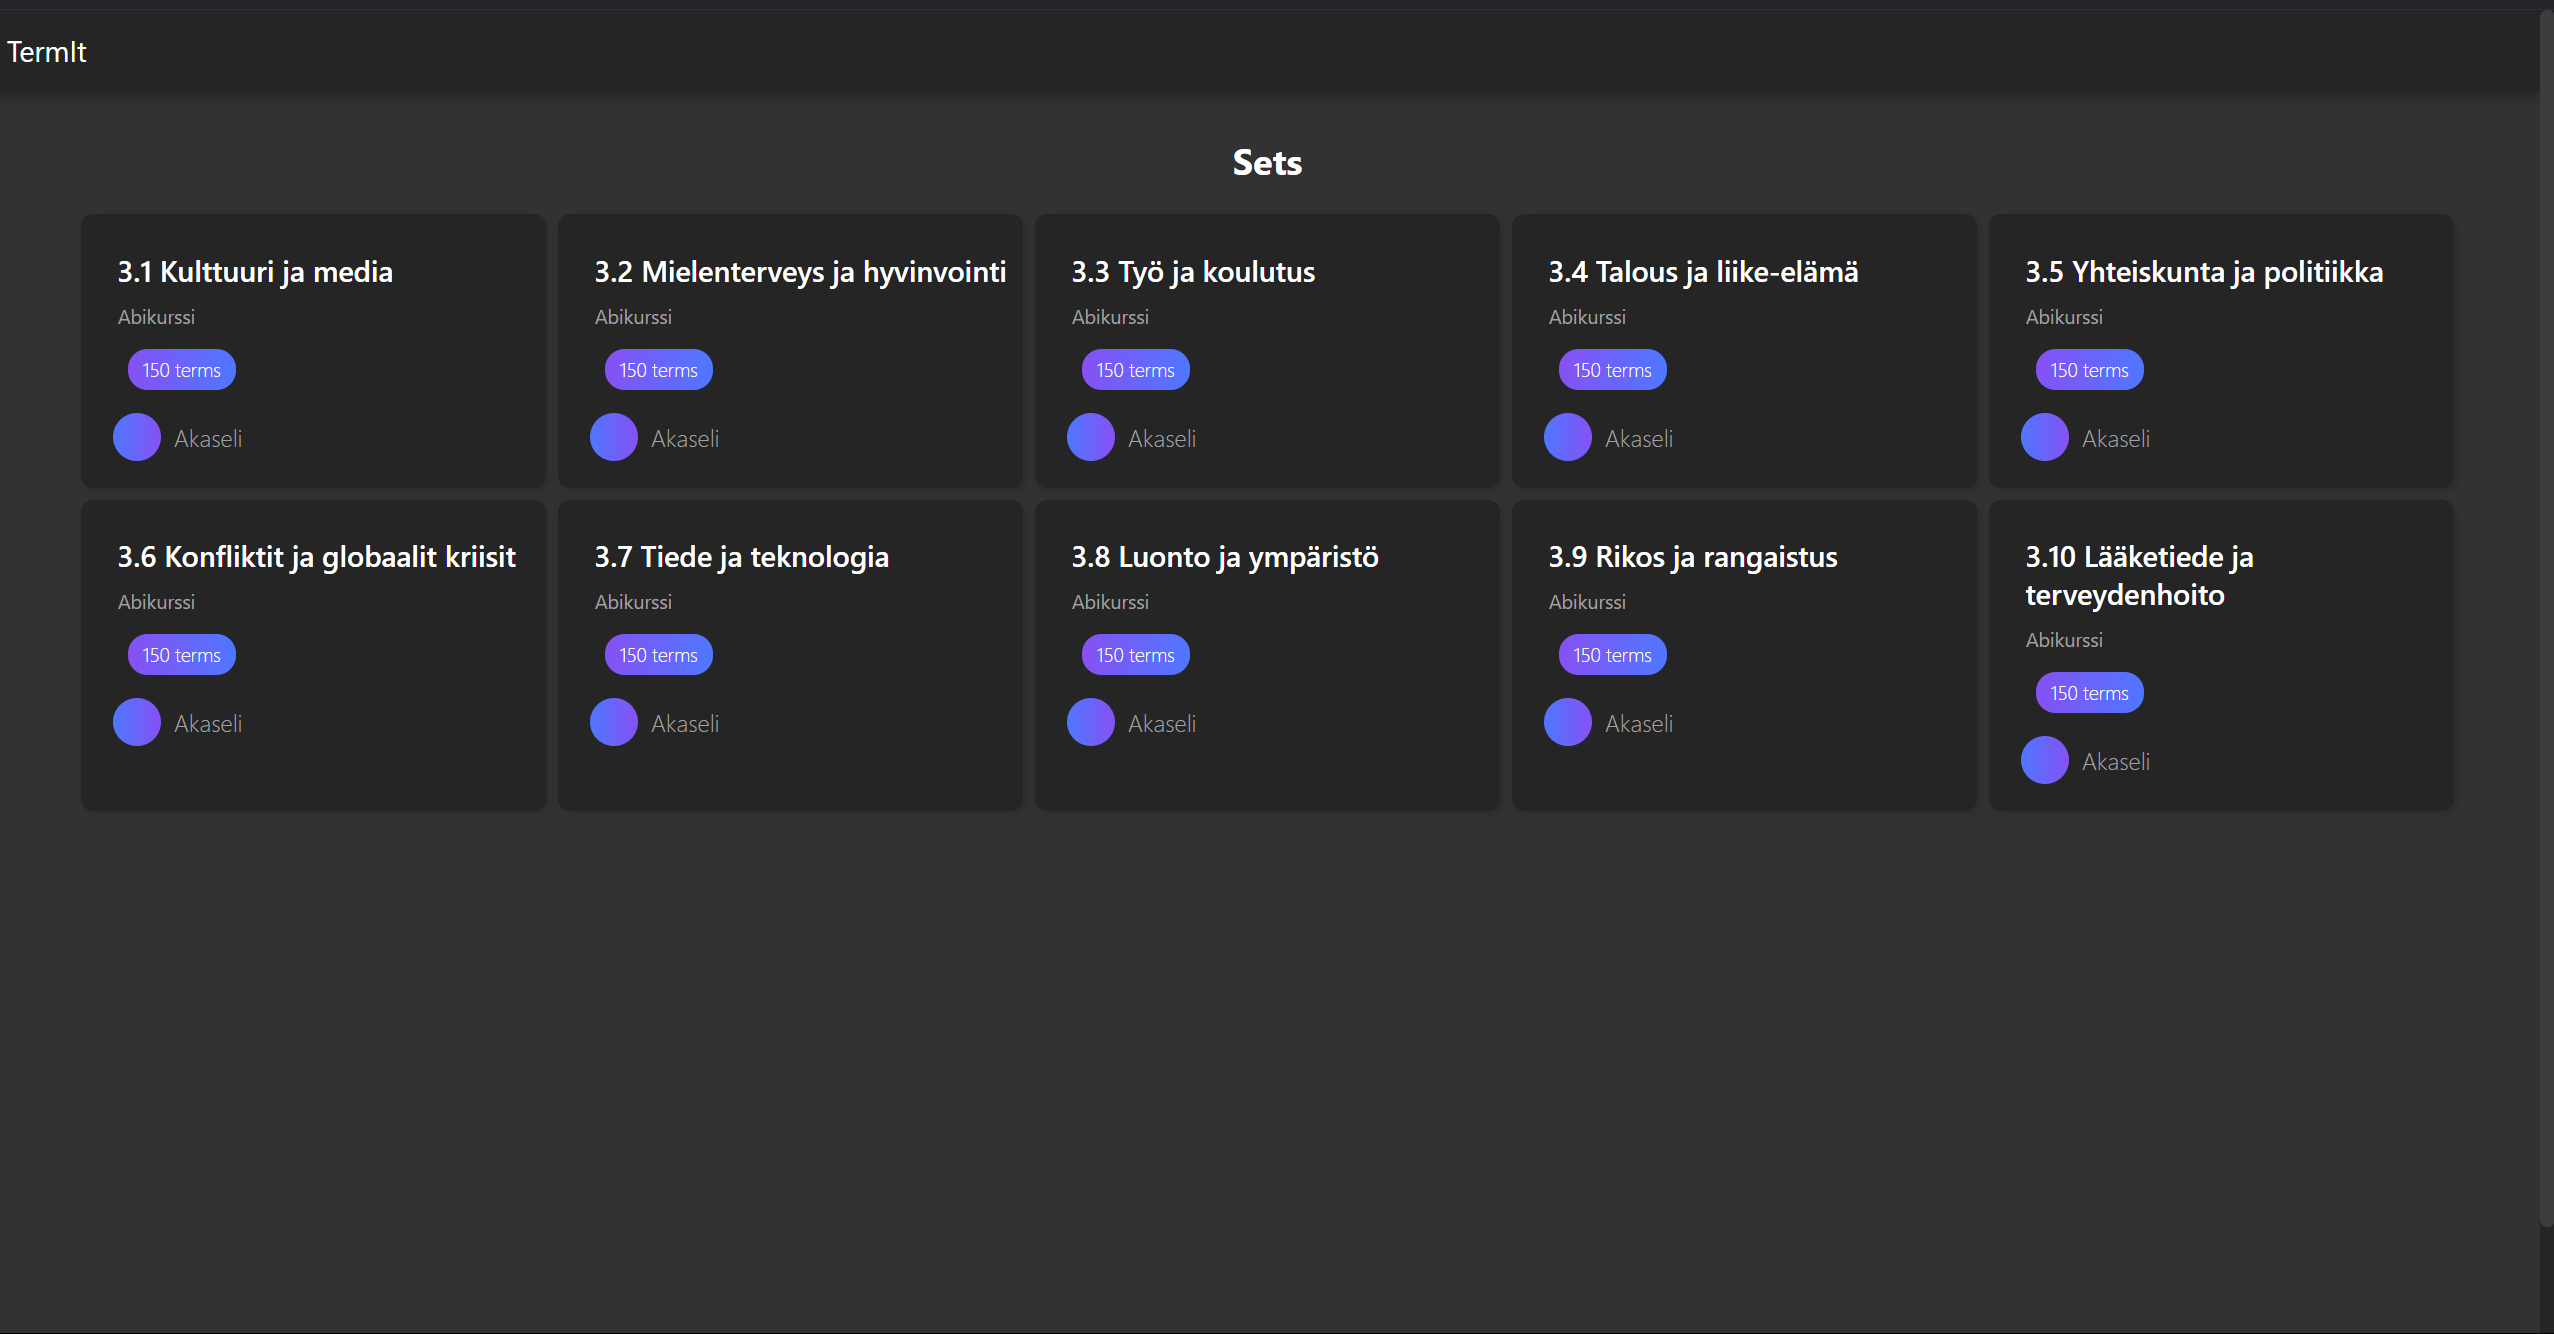 TermIt
Sets
3.1 Kulttuuri ja media
Abikurssi
150 terms
Akaseli
3.2 Mielenterveys ja hyvinvointi
Abikurssi
150 terms
Akaseli
3.3 Työ ja koulutus
Abikurssi
150 terms
Akaseli
3.4 Talous ja liike-elämä
Abikurssi
150 terms
Akaseli
3.5 Yhteiskunta ja politiikka
Abikurssi
150 terms
Akaseli
3.6 Konfliktit ja globaalit kriisit
Abikurssi
150 terms
Akaseli
3.7 Tiede ja teknologia
Abikurssi
150 terms
Akaseli
3.8 Luonto ja ympäristö
Abikurssi
150 terms
Akaseli
3.9 Rikos ja rangaistus
Abikurssi
150 terms
Akaseli
3.10 Lääketiede ja
terveydenhoito
Abikurssi
150 terms
Akaseli